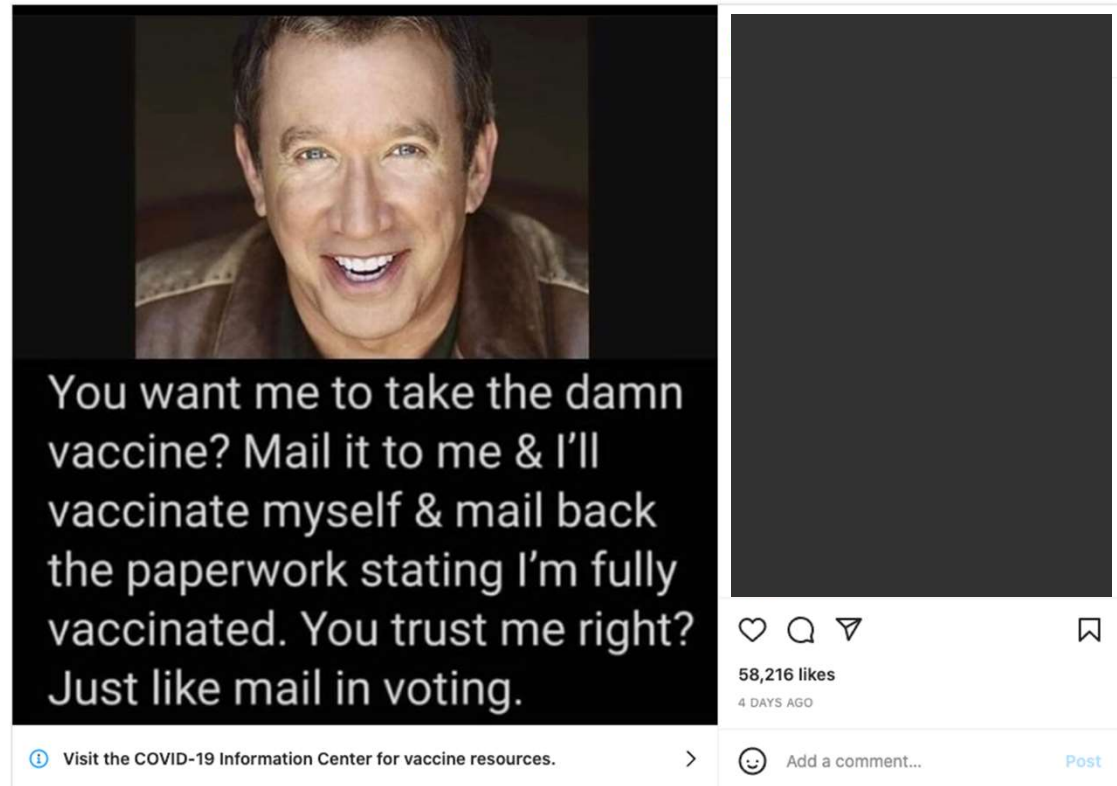 You want me to take the damn
vaccine? Mail it to me & I’ll
vaccinate myself & mail back
the paperwork stating I’m fully
vaccinated. You trust me right?
Just like mail in voting.
Visit the COVID-19 Information Center for vaccine resources.
58,216 likes
4 DAYS AGO
Add a comment...
Post